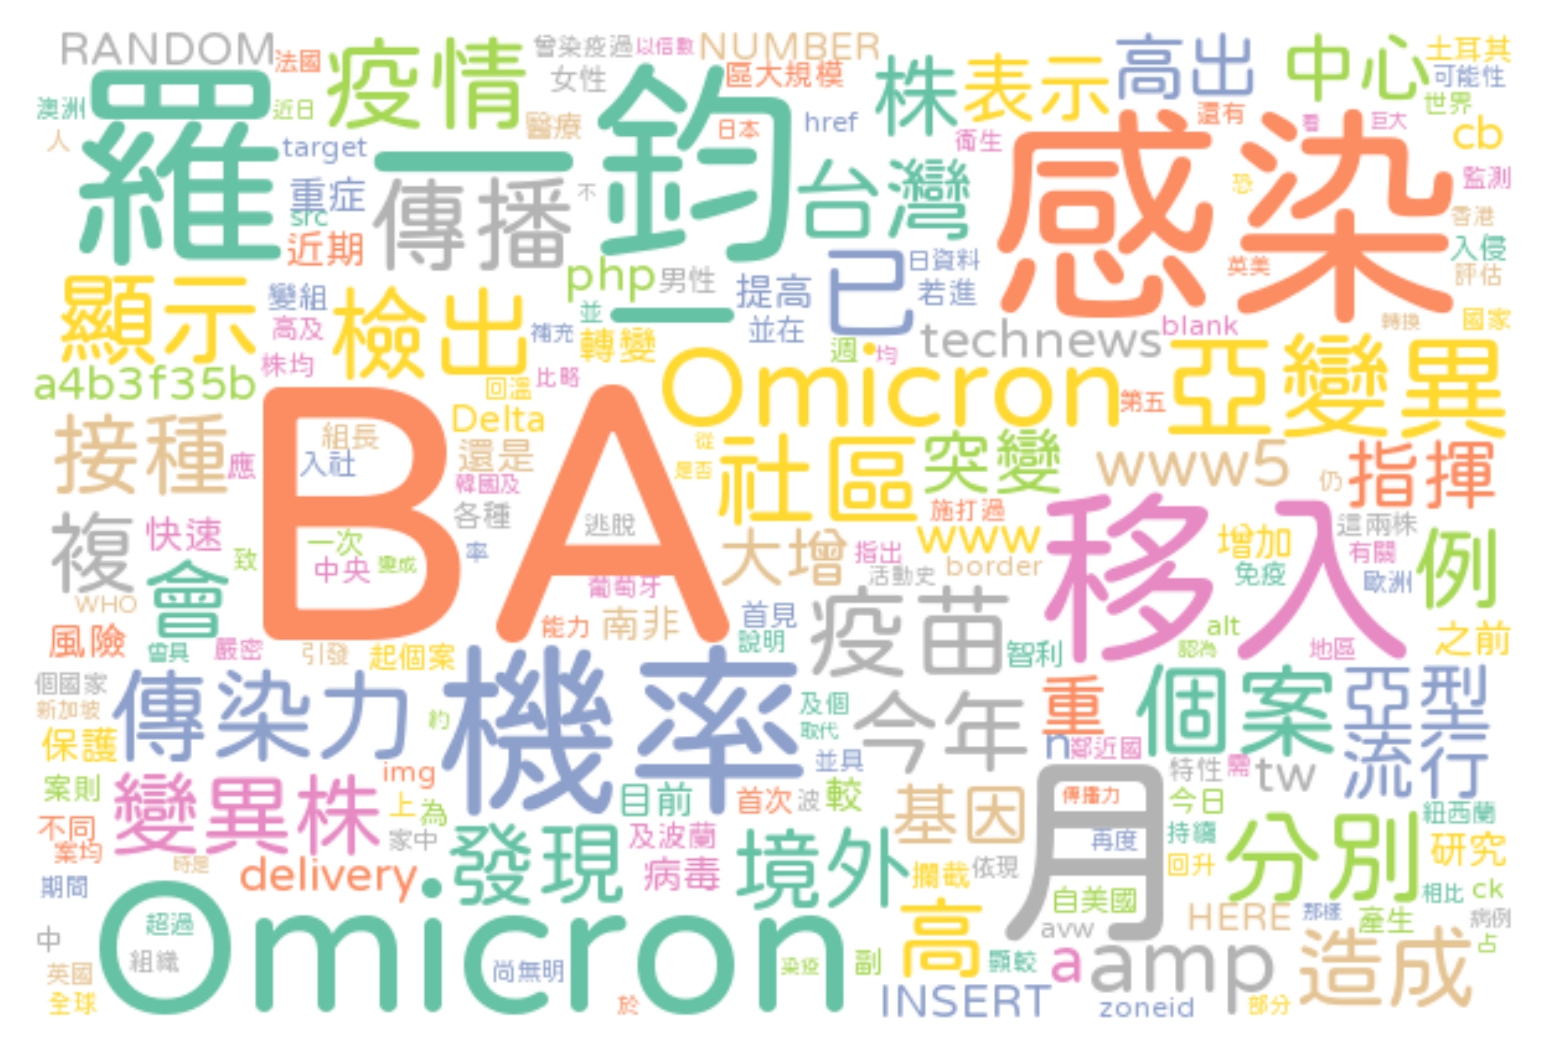 RANDOM
法國
疫情
曾染疫過
以倍數
NUMBER
女性
區大規模
株
表示
高出
中心
土耳其
可能性
世界
澳洲
近日
羅一鈞
醫療
日本
href
衛生
還有
看
巨大
cb
人
target
傳播
不
台灣
感染
恐
監測
重症
src
近期
香港
入侵
評估
php
男性
提高
已
日資料
若進
英美
顯示
變組
高及
檢出
補充
並
一
轉變
並在
週
均
technews
blank
轉換
國家
a4b3f35b
株均
回溫
比略
Omicron
第五
亞變異
接種
應
BA
組長
入社
Delta
還是
韓國及
從
是否
社區
突變
www5
仍
指揮
複
快速
致
各種
逃脫
施打過
大增
指出
www
移入
增加
這兩株
例
一次
中央
變成
率
葡萄牙
活動史
border
免疫
有關
歐洲
WHO
會
風險
曾具
嚴密
引發
起個案
能力
南非
首見
說明
疫苗
智利
alt
認為
地區
之前
個國家
新加坡
保護
傳染力
約
機率
及個
取代
並具
今年
重
n
鄰近國
個案
亞型
流行
案則
變異株
img
上
為
目前
首次
波
較
基因
月
傳播力
特性
需
tw
今日
不同
案均
家中
發現
及波蘭
病毒
境外
再度
持續
回升
分別
紐西蘭
研究
時是
delivery
攔截
依現
期間
自美國
相比
ck
Omicron
超過
組織
中
英國
全球
尚無明
染疫
副
高
顯較
avw
HERE
那樣
產生
病例
占
a
amp
造成
於
INSERT
zoneid
部分